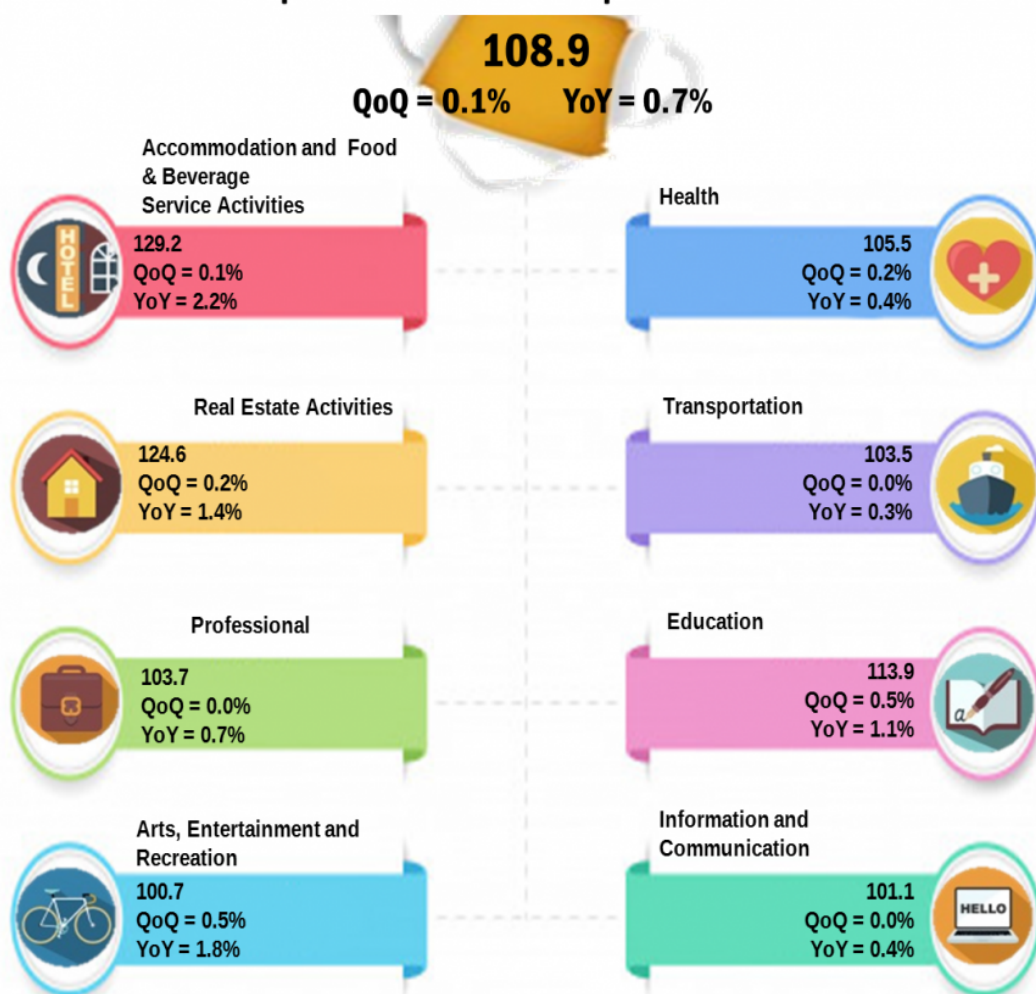 108.9
QoQ = 0.1% YoY = 0.7%
Accommodation and Food
& Beverage
Service Activities
HOTEL
129.2
QoQ = 0.1%
YoY = 2.2%
Health
105.5
QoQ = 0.2%
YoY = 0.4%
Real Estate Activities
124.6
QoQ = 0.2%
YoY = 1.4%
Transportation
103.5
QoQ = 0.0%
YoY = 0.3%
Professional
103.7
QoQ = 0.0%
YoY = 0.7%
Education
113.9
QoQ = 0.5%
YoY = 1.1%
a
Arts, Entertainment and
Recreation
100.7
QoQ = 0.5%
YoY = 1.8%
Information and
Communication
101.1
QoQ = 0.0%
YoY = 0.4%
HELLO